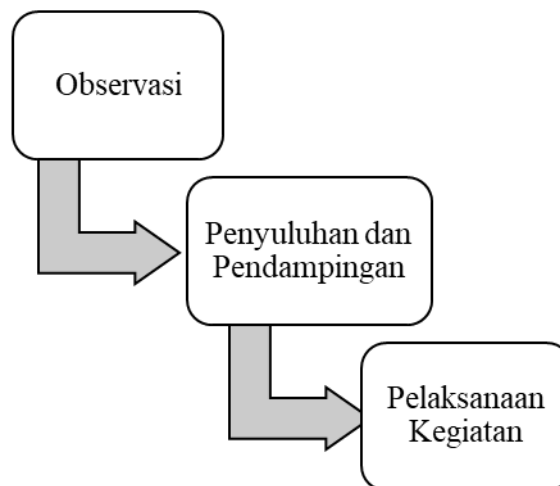 Observasi
Penyuluhan dan
Pendampingan
Pelaksanaan
Kegiatan